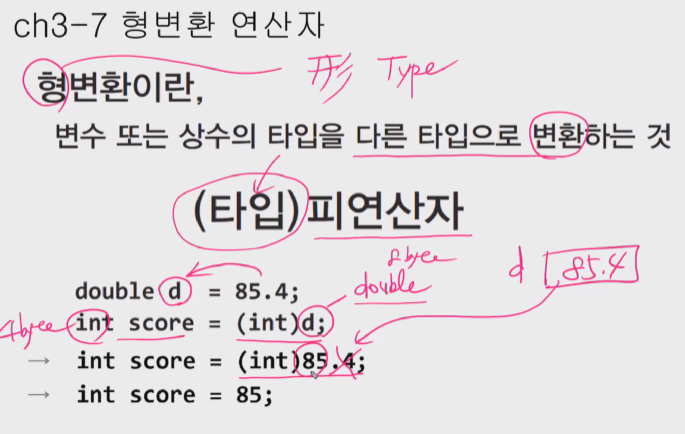 ch3-7 형변환 연산자
形 Type
형변환이란,
변수 또는 상수의 타입을 다른 타입으로 변환하는 것
(타입)피연산자
8byte
d 85.4
double d = 85.4;
double
4byte
int score = (int)d;
→ int score = (int)85.4;
→ int score = 85;